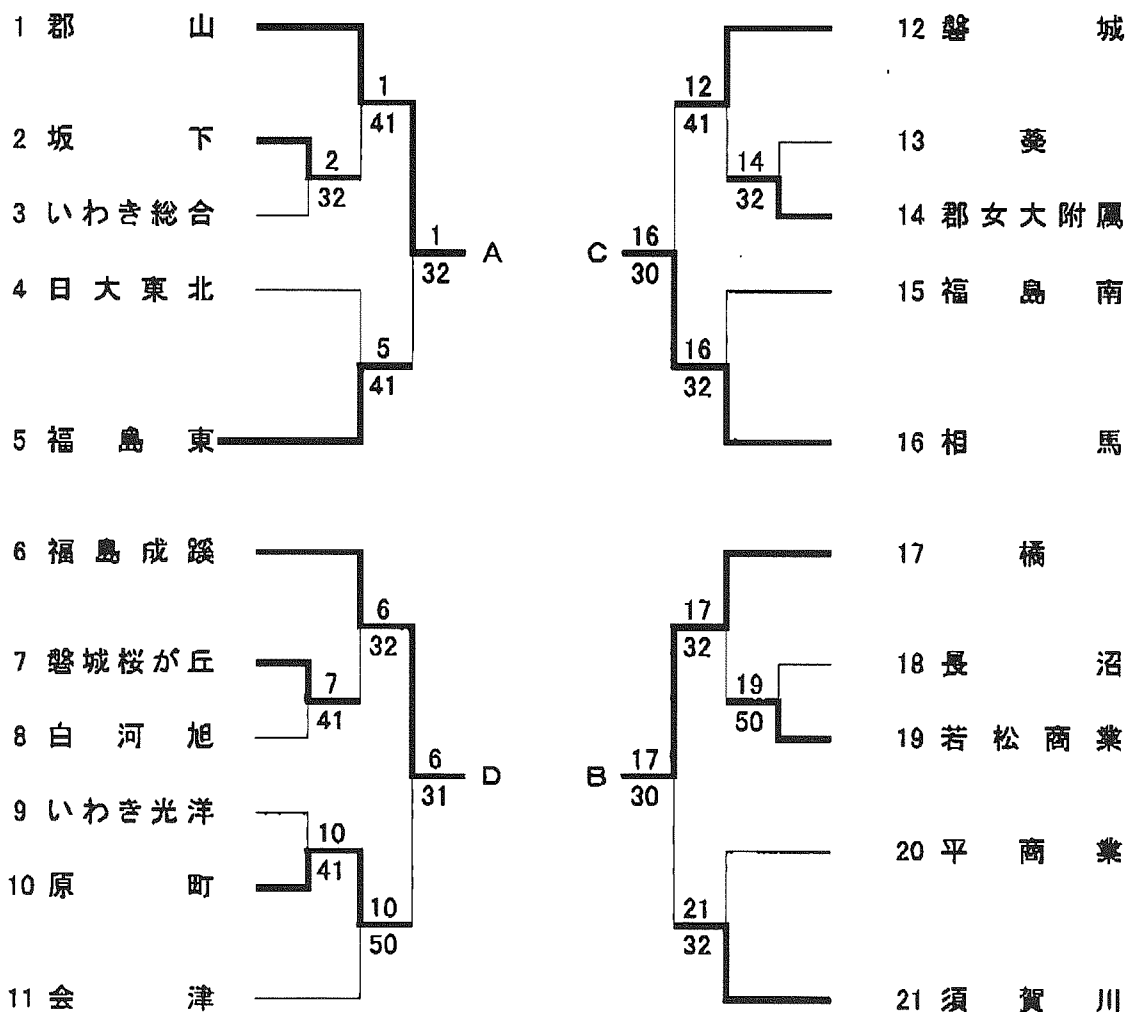 1 郡山
1
41
2 坂下
2
32
3 いわき総合
1
32
A
4 日大東北
5
41
5 福島東
6 福島成蹊
6
32
7 磐城桜が丘
7
41
8 白河旭
6
31
D
9 いわき光洋
10
41
10 原町
10
50
11 会津
12 磐城
12
41
13 葵
14
32
14 郡女大附属
C
16
30
15 福島南
16
32
16 相馬
17 橘
17
32
18 長沼
19
50
19 若松商業
B
17
30
20 平商業
21
32
21 須賀川